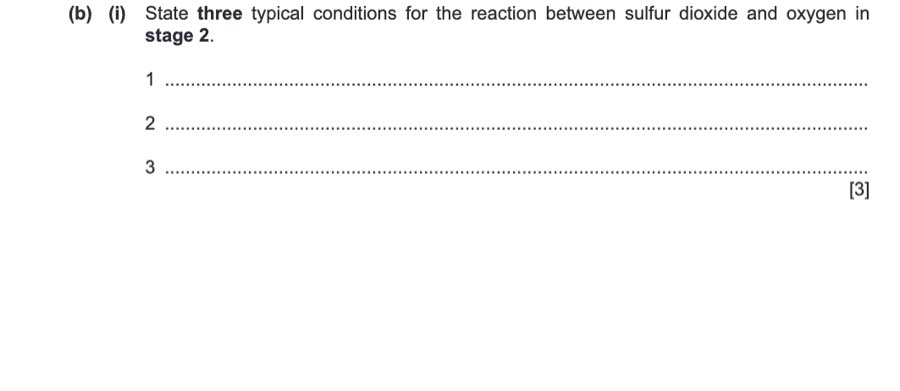 (b) (i) State three typical conditions for the reaction between sulfur dioxide and oxygen in
stage 2.
1 ........................................................................................................................................
2 ........................................................................................................................................
3 ........................................................................................................................................
[3]